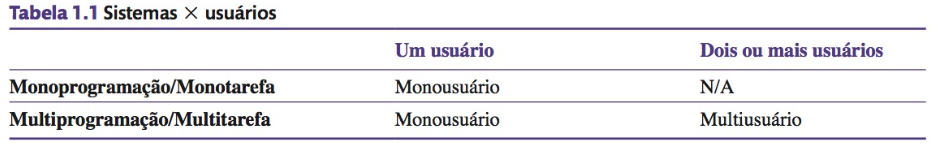 Tabela 1.1 Sistemas × usuários
Um usuário Dois ou mais usuários
Monoprogramação/Monotarefa Monousuário N/A
Multiprogramação/Multitarefa Monousuário Multiusuário